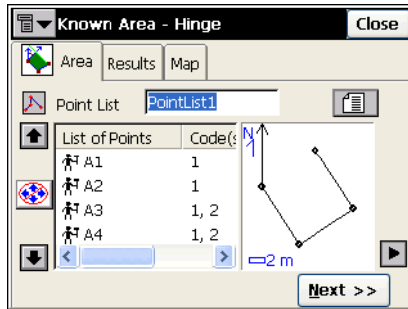 Known Area - Hinge Close
Area Results Map
Point List PointList1
List of Points Code(s
A1 1
A2 1
A3 1, 2
A4 1, 2
N
2 m
Next >>